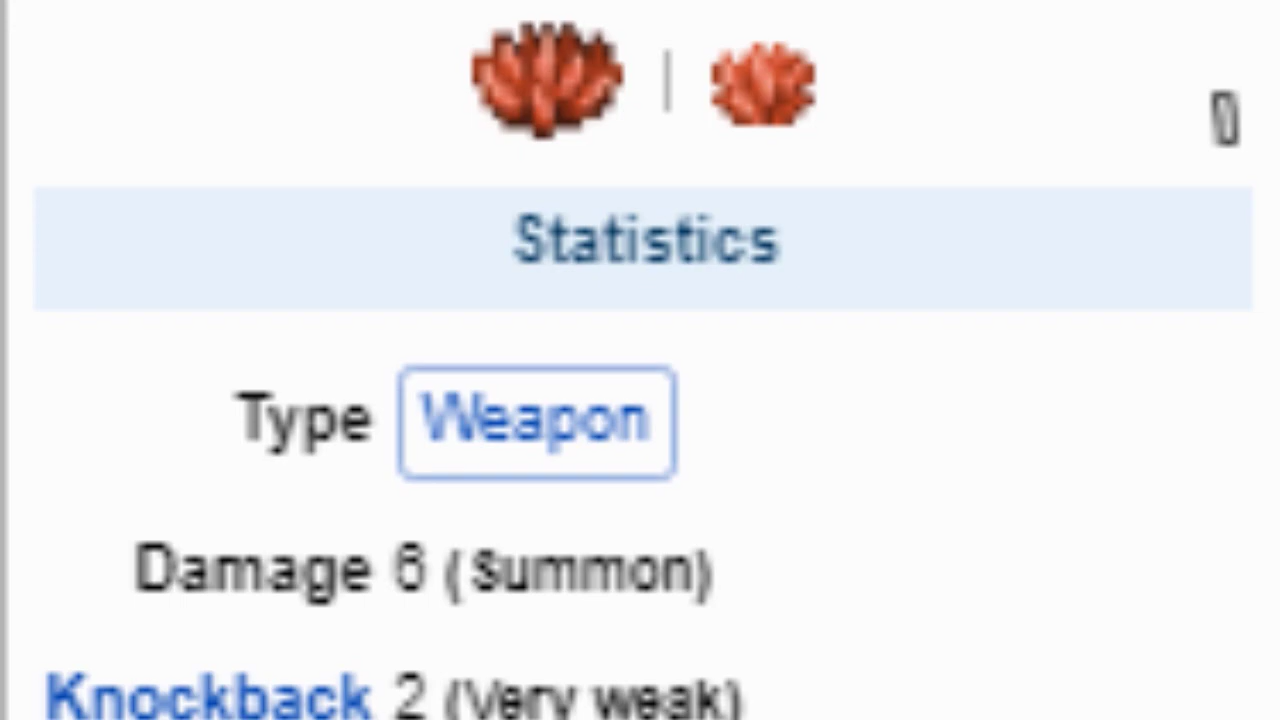 Statistics
Type Weapon
Damage 6 (Summon)
Knockback 2 (Very weak)